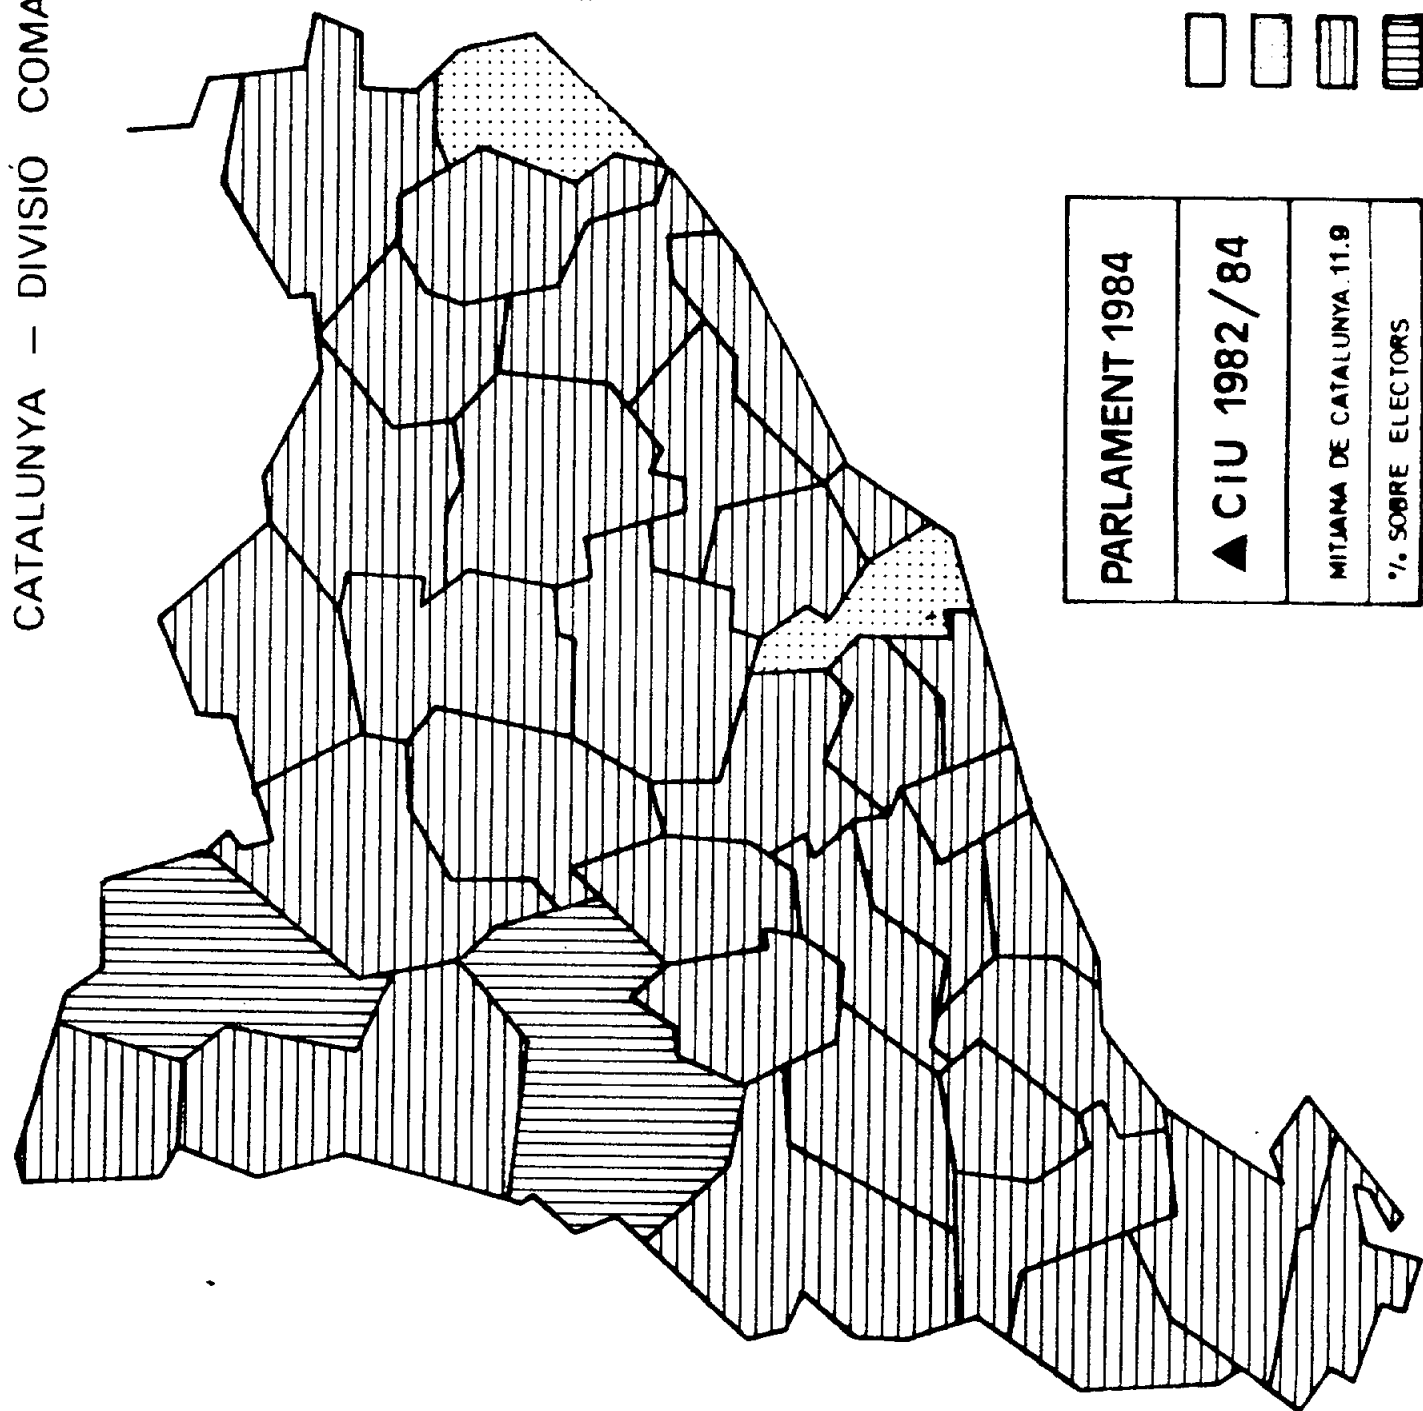 CATALUNYA – DIVISIÓ COMA
PARLAMENT 1984
▲ CiU 1982/84
MITJANA DE CATALUNYA. 11.9
% SOBRE ELECTORS